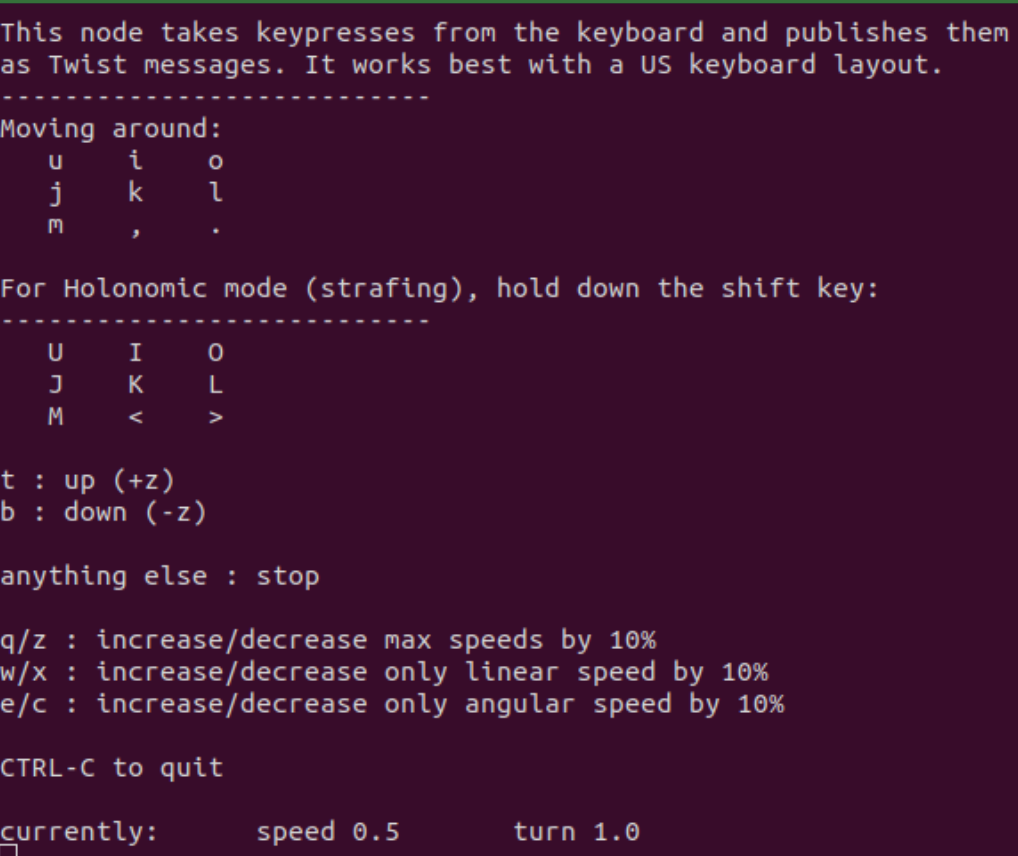 This node takes keypresses from the keyboard and publishes them
as Twist messages. It works best with a US keyboard layout.
---------------------------
Moving around:
   u    i    o
   j    k    l
   m    ,    .

For Holonomic mode (strafing), hold down the shift key:
---------------------------
   U    I    O
   J    K    L
   M    <    >

t : up (+z)
b : down (-z)

anything else : stop

q/z : increase/decrease max speeds by 10%
w/x : increase/decrease only linear speed by 10%
e/c : increase/decrease only angular speed by 10%

CTRL-C to quit

currently:      speed 0.5       turn 1.0